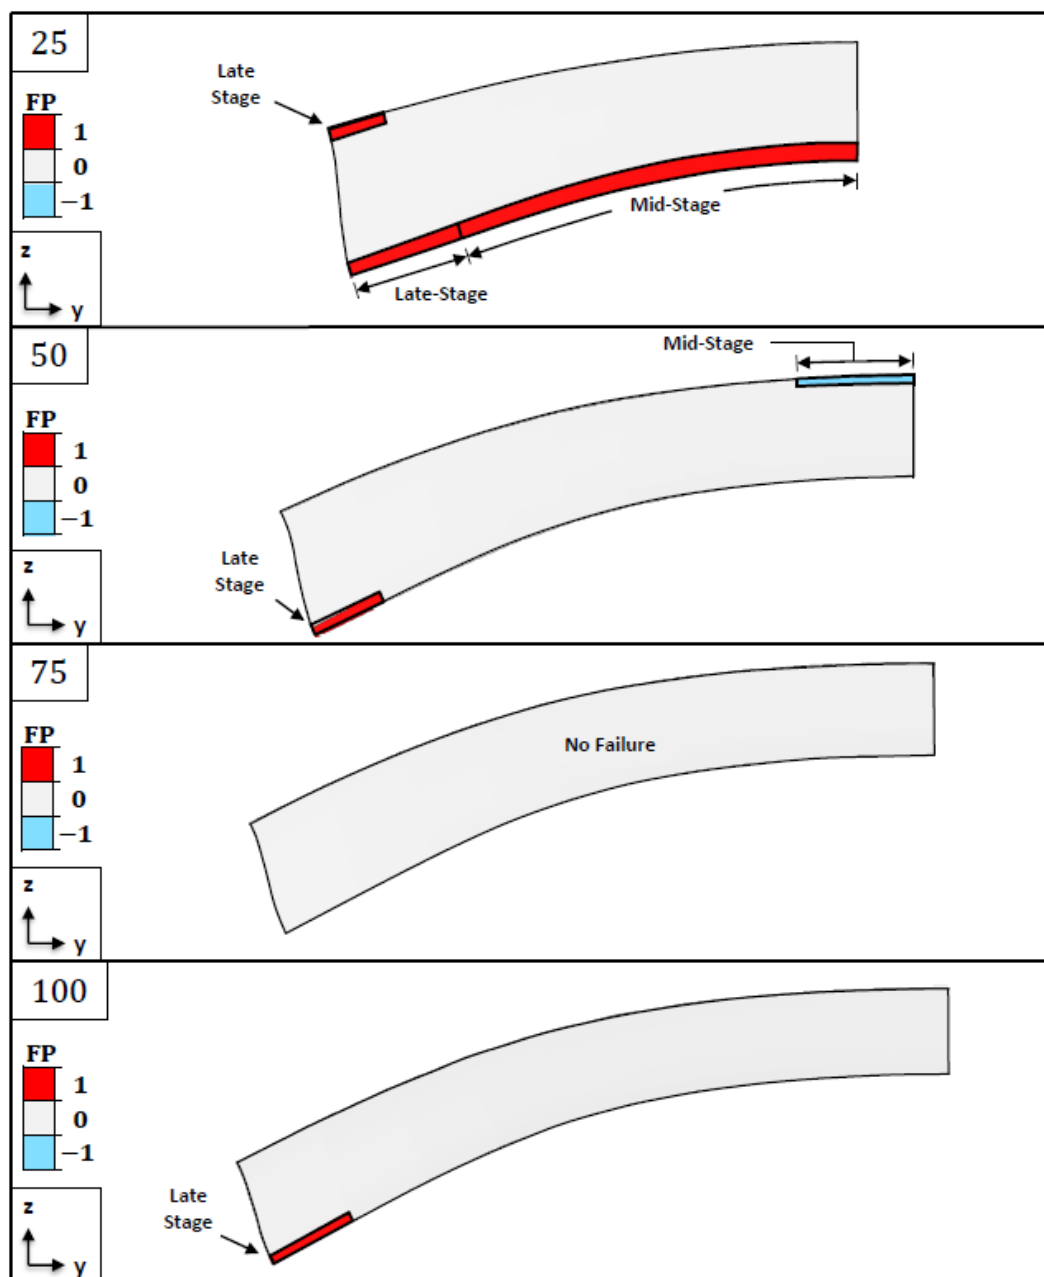 25
Late
Stage
FP
1
0
−1
Mid-Stage
Late-Stage
z
y
50
Mid-Stage
FP
1
0
−1
Late
Stage
z
y
75
FP
1
0
−1
No Failure
z
y
100
FP
1
0
−1
Late
Stage
z
y